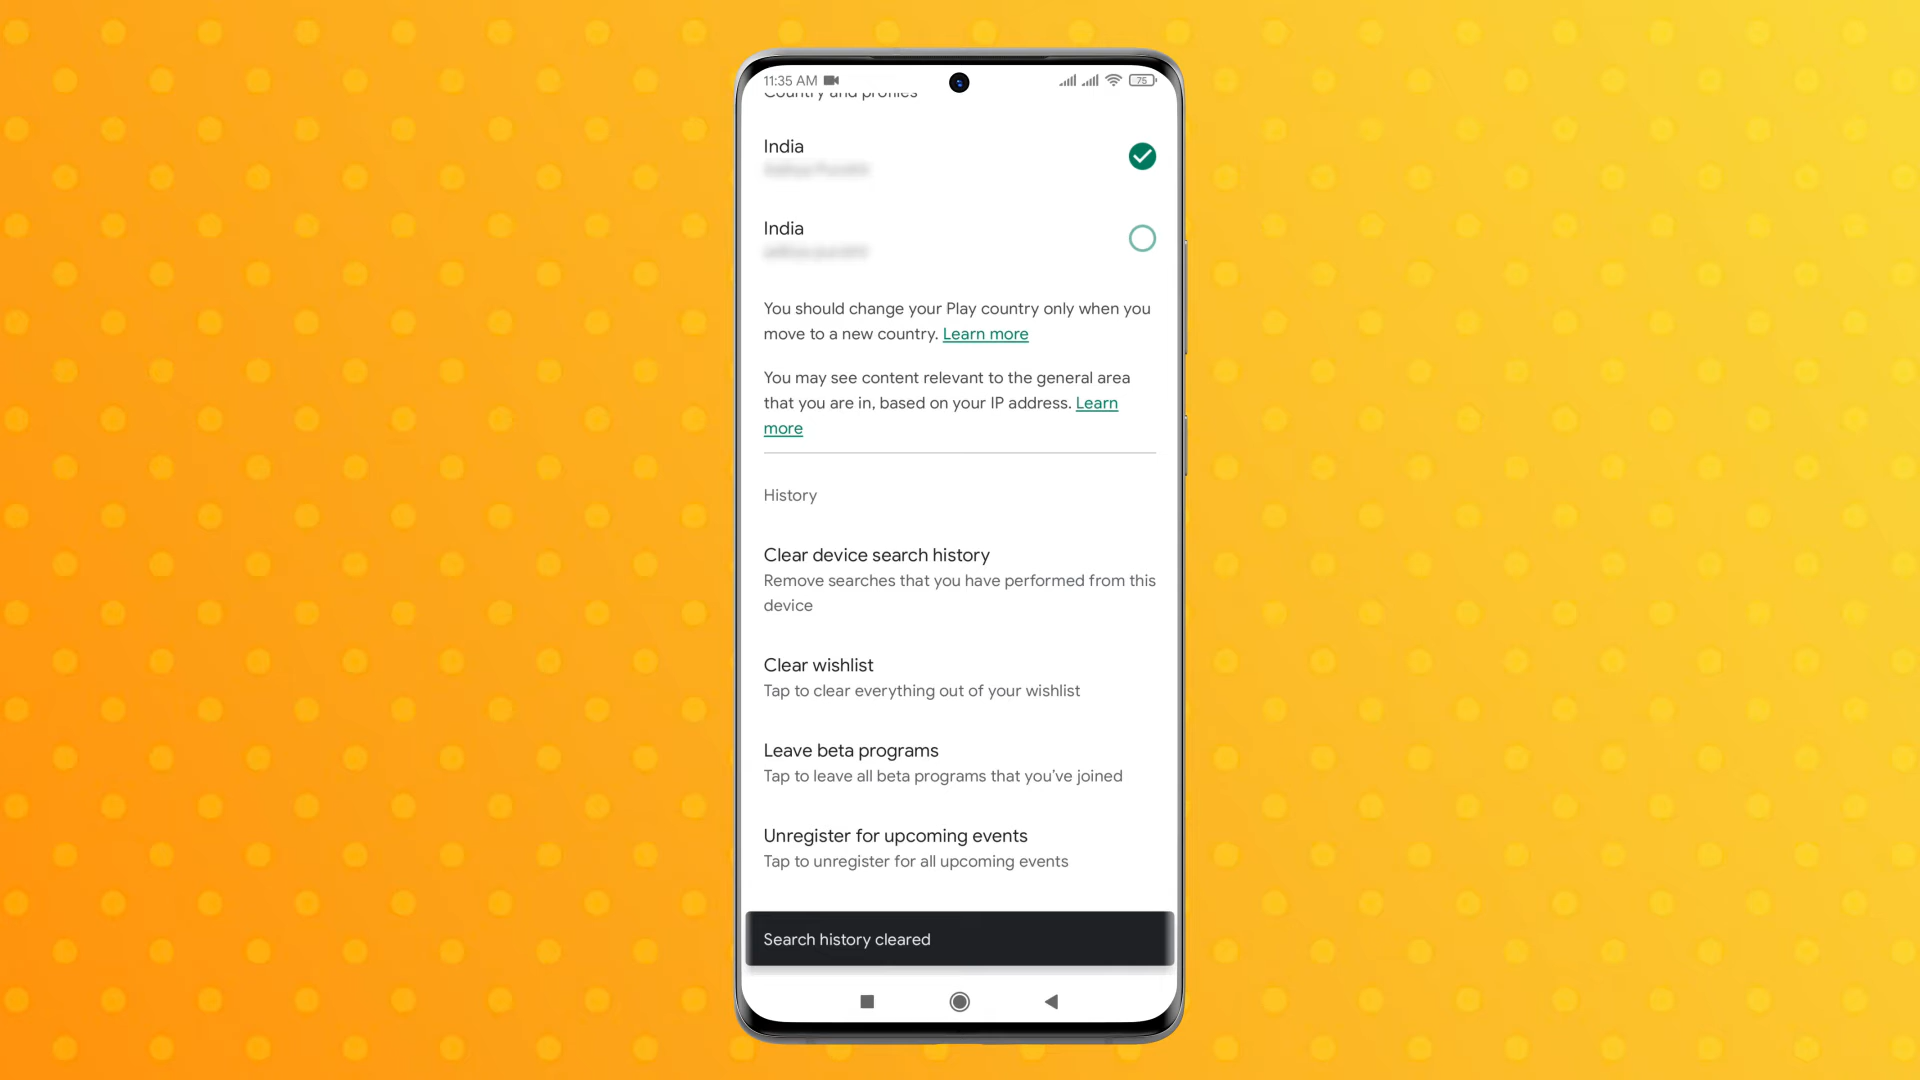 11:35 AM
75
Country and profiles
India
India
You should change your Play country only when you
move to a new country. Learn more
You may see content relevant to the general area
that you are in, based on your IP address. Learn
more
History
Clear device search history
Remove searches that you have performed from this
device
Clear wishlist
Tap to clear everything out of your wishlist
Leave beta programs
Tap to leave all beta programs that you've joined
Unregister for upcoming events
Tap to unregister for all upcoming events
Search history cleared